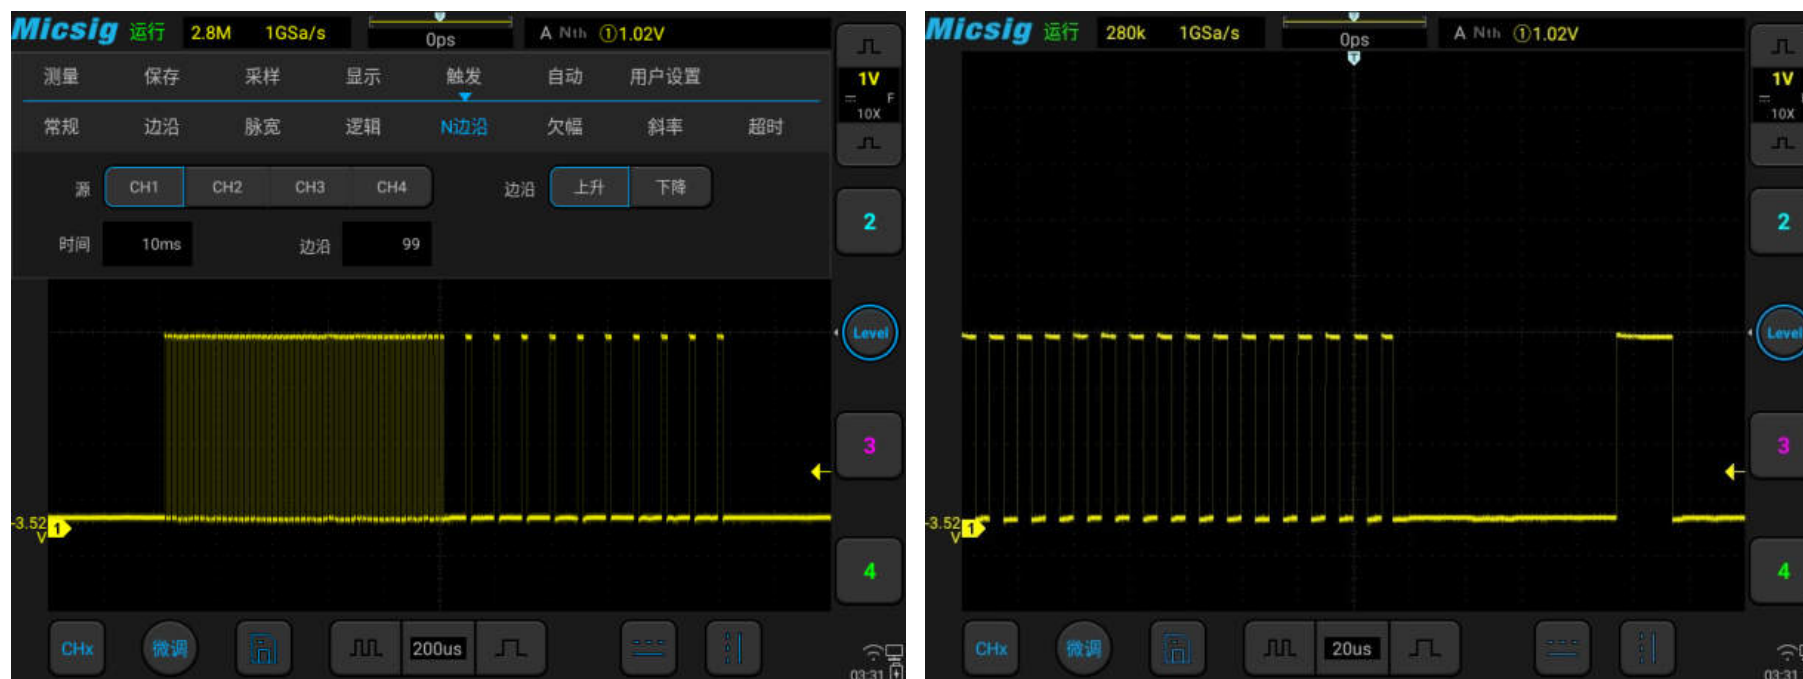 Micsig 运行 2.8M 1GSa/s 0ps A Nth ①1.02V
测量 保存 采样 显示 触发 自动 用户设置
常规 边沿 脉宽 逻辑 N边沿 欠幅 斜率 超时
源 CH1 CH2 CH3 CH4 边沿 上升 下降
时间 10ms 边沿 99
1V
F
10X
2
Level
3
4
-3.52
V
1
CHx 微调 200us
03:31
Micsig 运行 280k 1GSa/s 0ps A Nth ①1.02V
T
1V
10X
2
Level
3
4
-3.52
V
1
CHx 微调 20us
03:31